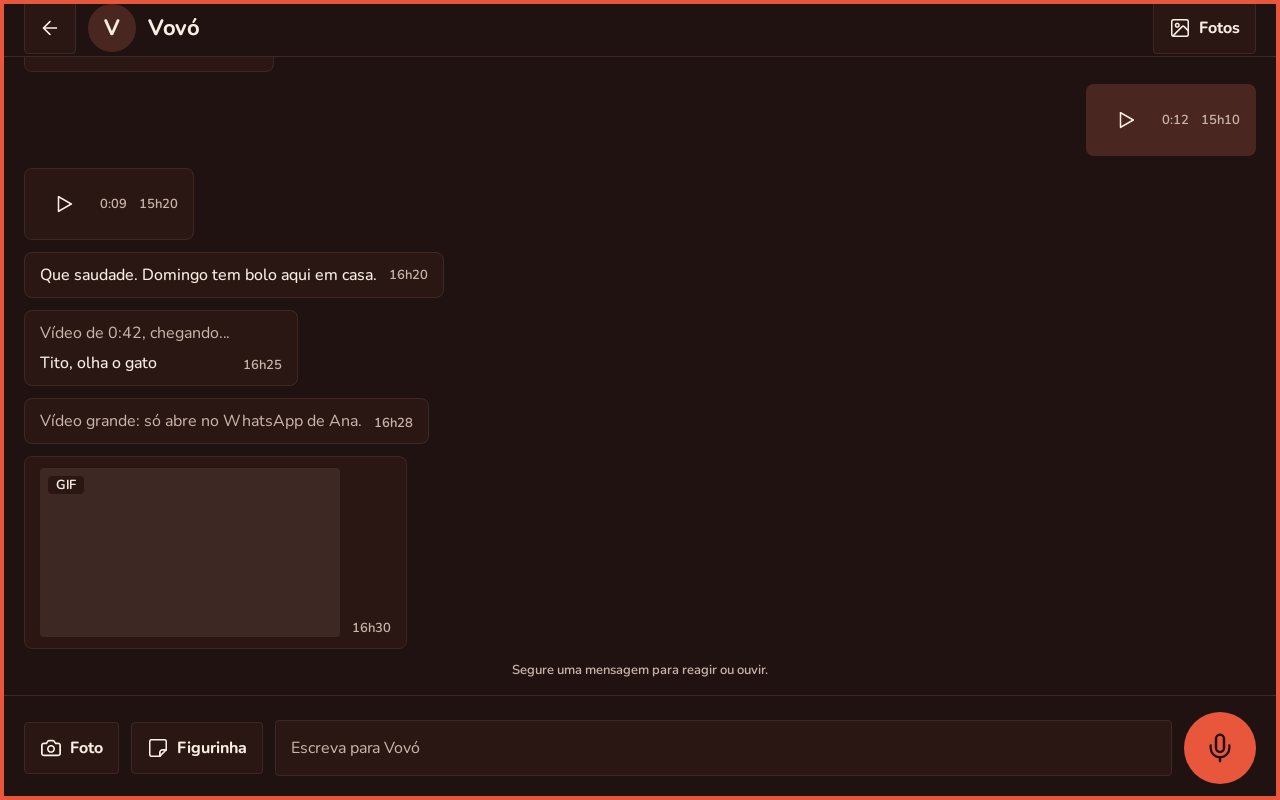 V Vovó
Fotos
0:12 15h10
0:09 15h20
Que saudade. Domingo tem bolo aqui em casa. 16h20
Vídeo de 0:42, chegando...
Tito, olha o gato 16h25
Vídeo grande: só abre no WhatsApp de Ana. 16h28
GIF
16h30
Segure uma mensagem para reagir ou ouvir.
Foto
Figurinha
Escreva para Vovó